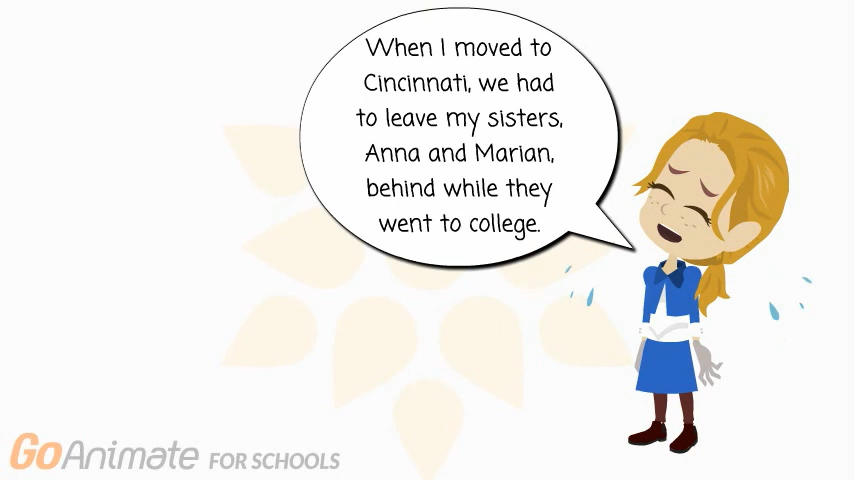 When I moved to
Cincinnati, we had
to leave my sisters,
Anna and Marian,
behind while they
went to college.
GoAnimate FOR SCHOOLS